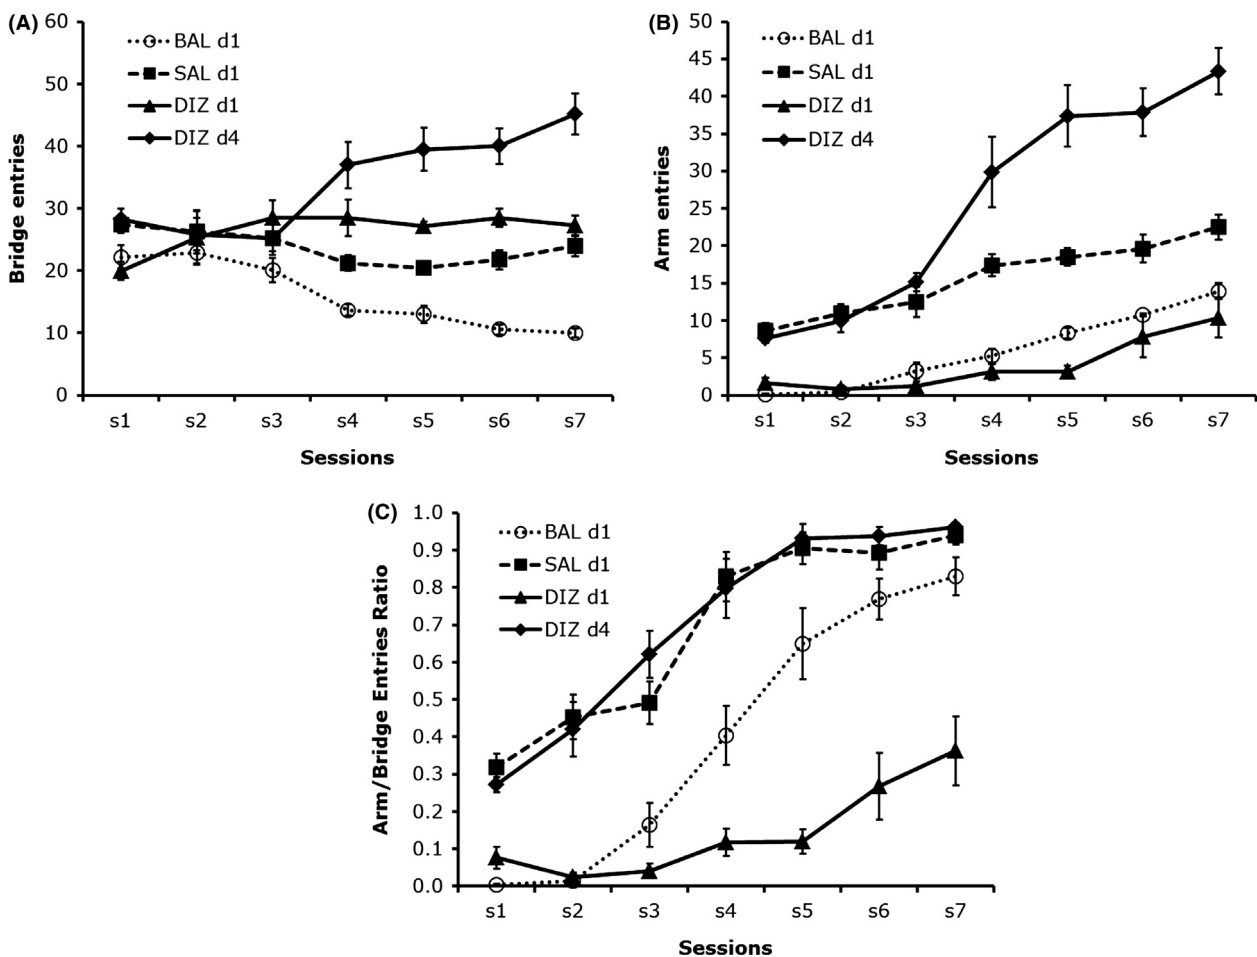 (A)
60
50
40
30
20
10
0
Bridge entries
BAL d1
SAL d1
DIZ d1
DIZ d4
s1 s2 s3 s4 s5 s6 s7
Sessions
(B)
50
45
40
35
30
25
20
15
10
5
0
Arm entries
BAL d1
SAL d1
DIZ d1
DIZ d4
s1 s2 s3 s4 s5 s6 s7
Sessions
(C)
1.0
0.9
0.8
0.7
0.6
0.5
0.4
0.3
0.2
0.1
0.0
Arm/Bridge Entries Ratio
BAL d1
SAL d1
DIZ d1
DIZ d4
s1 s2 s3 s4 s5 s6 s7
Sessions